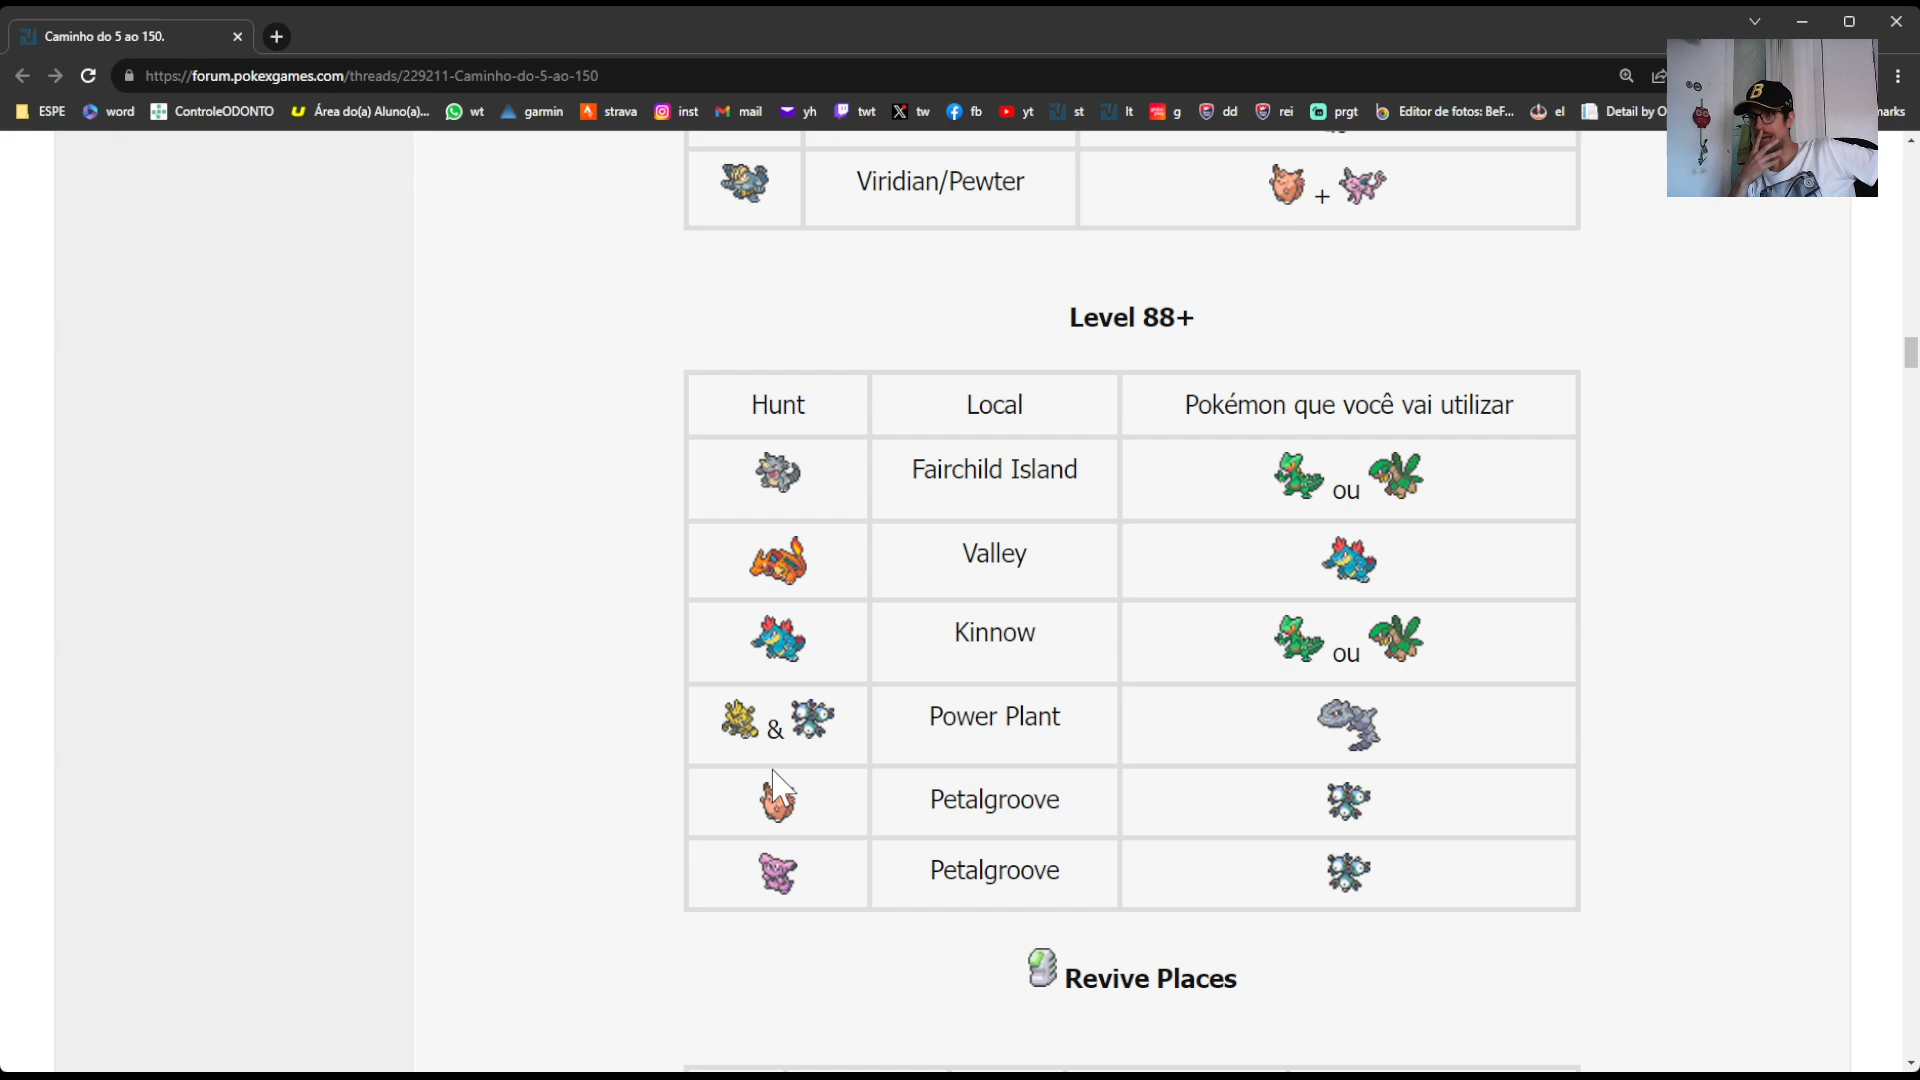 Caminho do 5 ao 150.
https://forum.pokexgames.com/threads/229211-Caminho-do-5-ao-150
ESPE word ControleODONTO Área do(a) Aluno(a)... wt garmin strava inst mail yh twt tw fb yt st lt g dd rei prgt Editor de fotos: BeF... el Detail by O marks
Viridian/Pewter +
Level 88+
Hunt Local Pokémon que você vai utilizar
Fairchild Island ou
Valley
Kinnow ou
& Power Plant
Petalgroove
Petalgroove
Revive Places